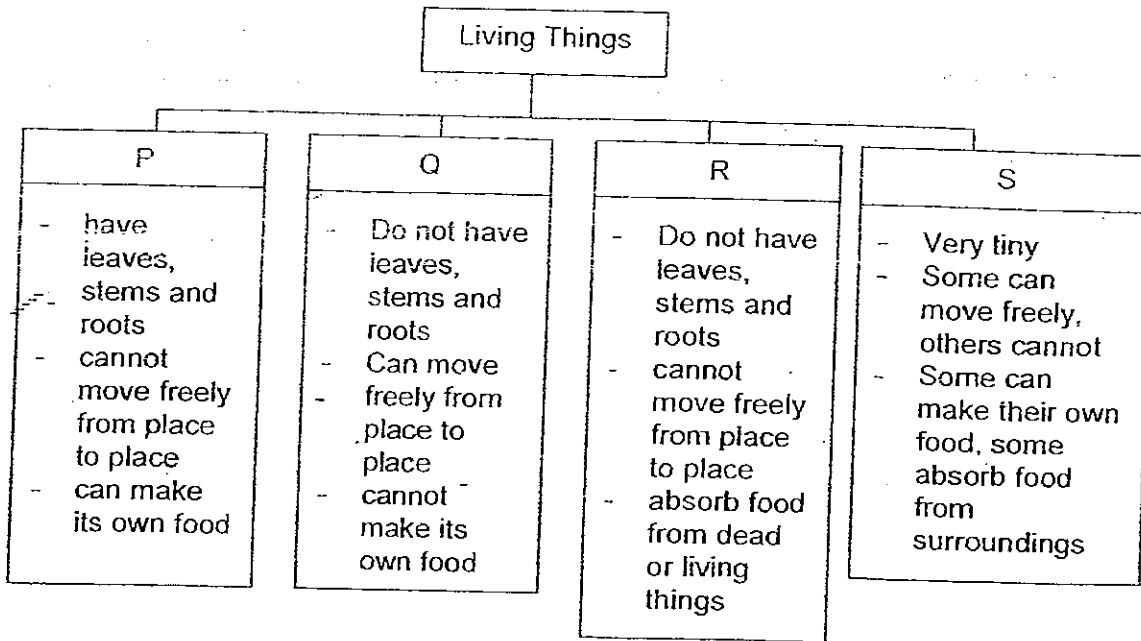 Living Things
P
- have
leaves,
- stems and
roots
- cannot
move freely
from place
to place
- can make
its own food
Q
- Do not have
leaves,
stems and
roots
- Can move
- freely from
place to
place
- cannot
make its
own food
R
- Do not have
leaves,
stems and
roots
- cannot
move freely
from place
to place
- absorb food
from dead
or living
things
S
- Very tiny
- Some can
move freely,
others cannot
- Some can
make their own
food, some
absorb food
from
surroundings